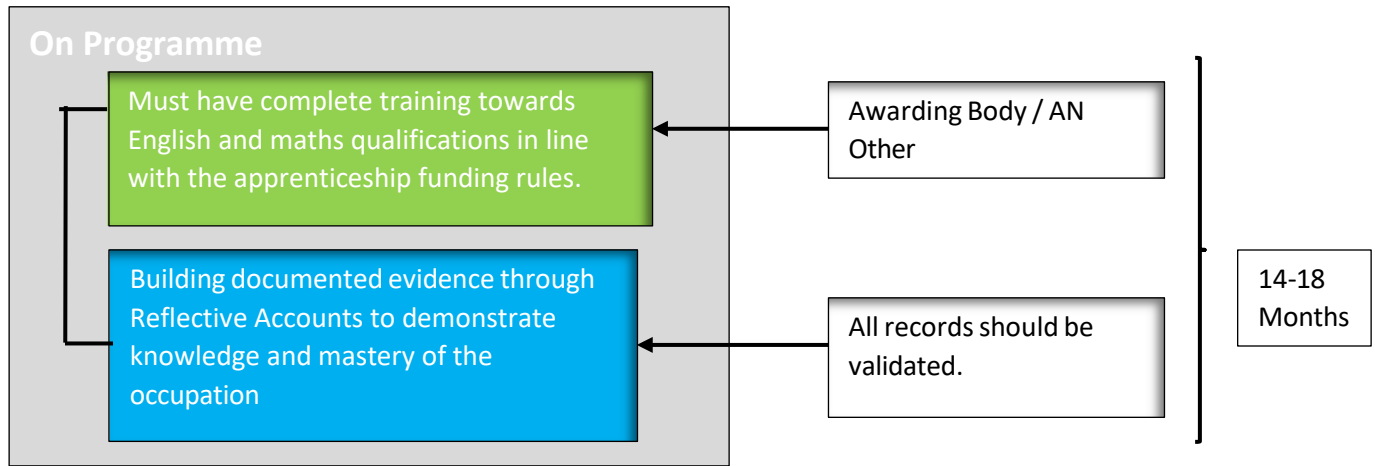 On Programme
Must have complete training towards
English and maths qualifications in line
with the apprenticeship funding rules.
Awarding Body / AN
Other
Building documented evidence through
Reflective Accounts to demonstrate
knowledge and mastery of the
occupation
All records should be
validated.
14-18
Months